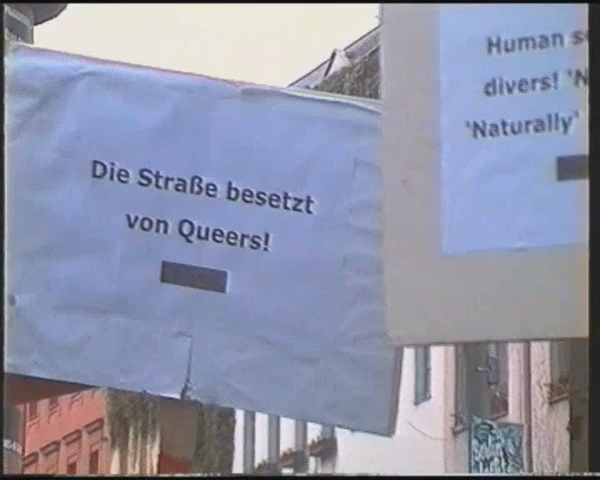 Die Straße besetzt
von Queers!
Human
divers!
'Naturally'